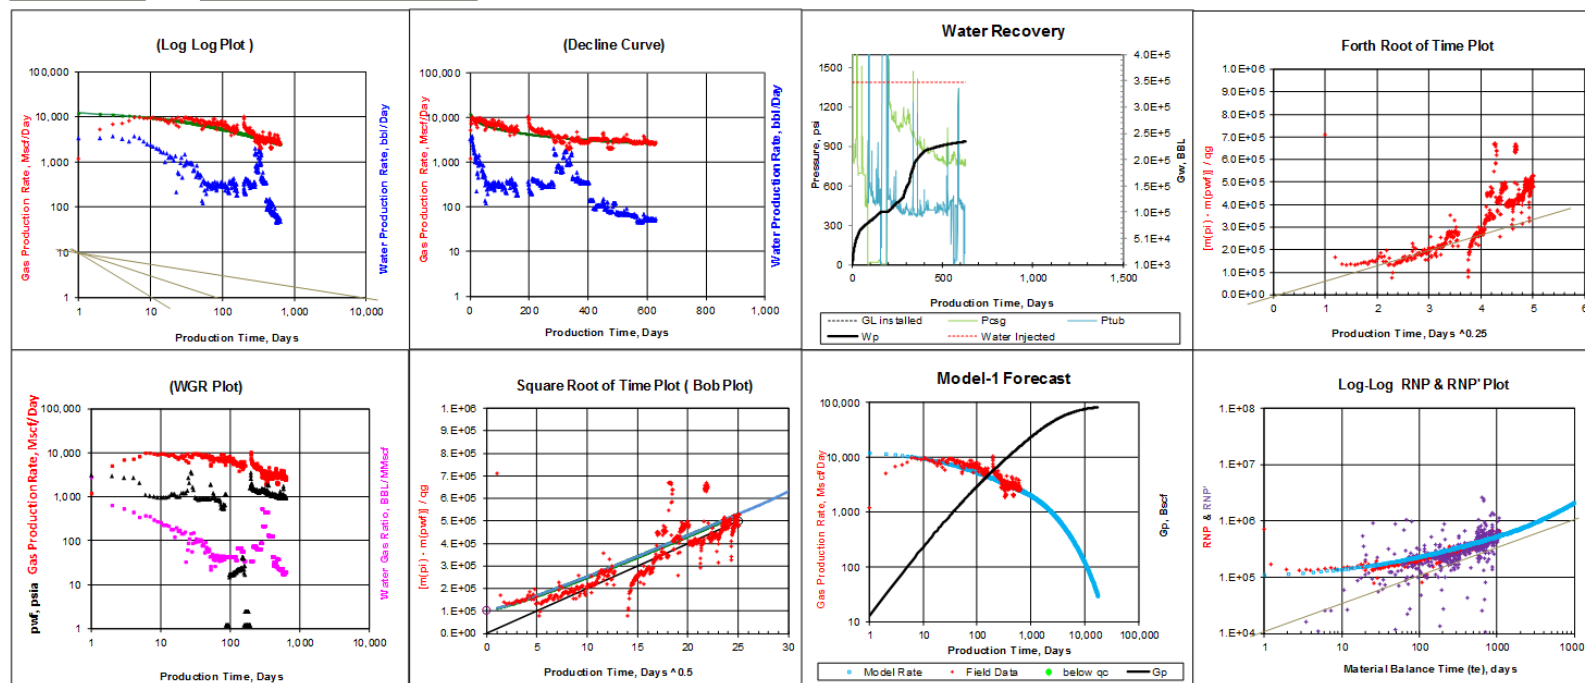 (Log Log Plot )
100,000
10,000
1,000
100
10
1
1
10
100
1,000
10,000
Gas Production Rate, Mscf/Day
Water Production Rate, bbl/Day
Production Time, Days
(Decline Curve)
100,000
10,000
1,000
100
10
1
0
200
400
600
800
1,000
Gas Production Rate, Mscf/Day
Water Production Rate, bbl/Day
Production Time, Days
Water Recovery
1500
1200
900
600
300
0
4.0E+5
3.5E+5
3.0E+5
2.5E+5
2.0E+5
1.5E+5
1.0E+5
5.1E+4
1.0E+3
0
500
1,000
1,500
Pressure, psi
Gw, BBL
Production Time, Days
GL installed
Pcsg
Ptub
Wp
Water Injected
Forth Root of Time Plot
1.0E+06
9.0E+05
8.0E+05
7.0E+05
6.0E+05
5.0E+05
4.0E+05
3.0E+05
2.0E+05
1.0E+05
0.0E+00
0
1
2
3
4
5
6
[m(pi) - m(pwf)] / qg
Production Time, Days ^0.25
(WGR Plot)
100,000
10,000
1,000
100
10
1
1
10
100
1,000
10,000
pwf, psia Gas Production Rate, Mscf/Day
Water Gas Ratio, BBL/MMscf
Production Time, Days
Square Root of Time Plot ( Bob Plot)
1.E+06
9.E+05
8.E+05
7.E+05
6.E+05
5.E+05
4.E+05
3.E+05
2.E+05
1.E+05
0.E+00
0
5
10
15
20
25
30
[m(pi) - m(pwf)] / qg
Production Time, Days ^0.5
Model-1 Forecast
100,000
10,000
1,000
100
10
1
10
100
1,000
10,000
100,000
Gas Production Rate, Mscf/Day
Gp, Bscf
Production Time, Days
Model Rate
Field Data
below qc
Gp
Log-Log RNP & RNP' Plot
1.E+08
1.E+07
1.E+06
1.E+05
1.E+04
1
10
100
1000
10000
RNP & RNP'
Material Balance Time (te), days